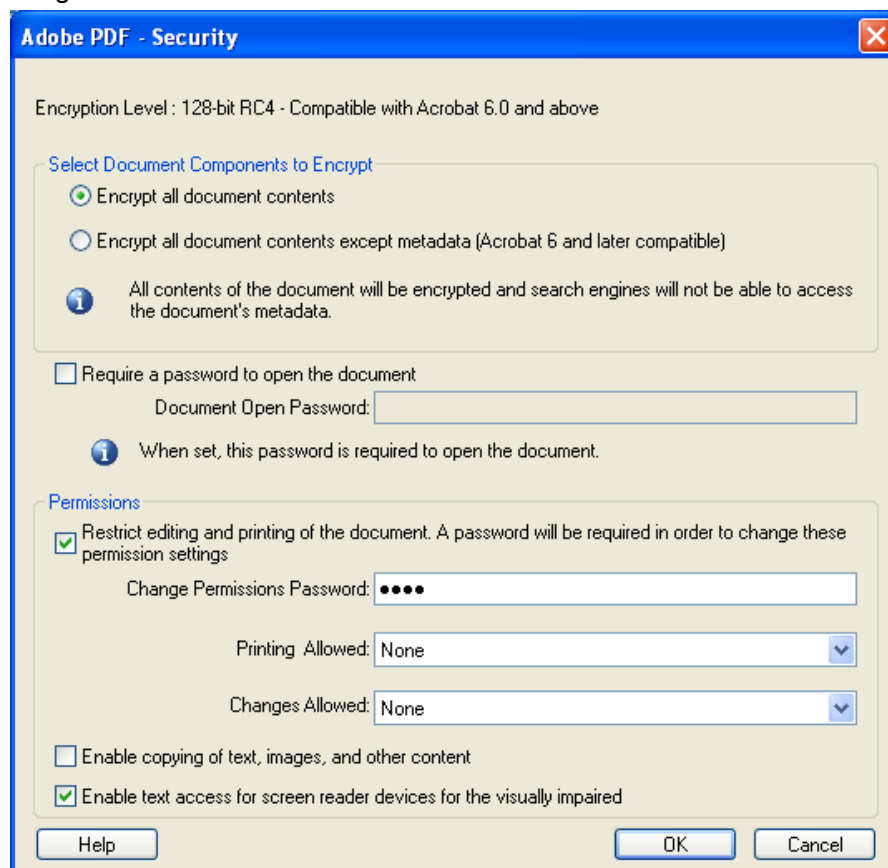 Adobe PDF - Security
Encryption Level : 128-bit RC4 - Compatible with Acrobat 6.0 and above
Select Document Components to Encrypt
Encrypt all document contents
Encrypt all document contents except metadata (Acrobat 6 and later compatible)
All contents of the document will be encrypted and search engines will not be able to access
the document's metadata.
Require a password to open the document
Document Open Password:
When set, this password is required to open the document.
Permissions
Restrict editing and printing of the document. A password will be required in order to change these
permission settings
Change Permissions Password: ●●●●
Printing Allowed: None
Changes Allowed: None
Enable copying of text, images, and other content
Enable text access for screen reader devices for the visually impaired
Help OK Cancel